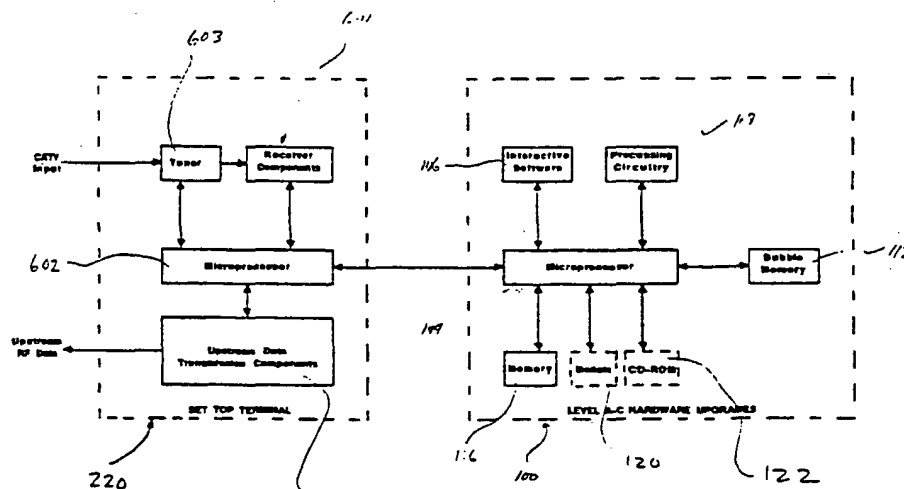 603
CATV
Input
Tuner
Receiver
Components
Interactive
Software
Processing
Circuitry
602
Microprocessor
Microprocessor
Bubble
Memory
Upstream
RF Data
Upstream Data
Transmission Components
Memory
Modem
CD-ROM
SET TOP TERMINAL
LEVEL A-C HARDWARE UPGRADES
220
100
120
122